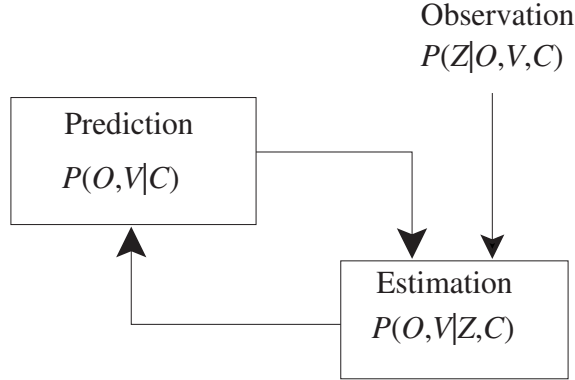 Observation
P(Z|O,V,C)
Prediction
P(O,V|C)
Estimation
P(O,V|Z,C)